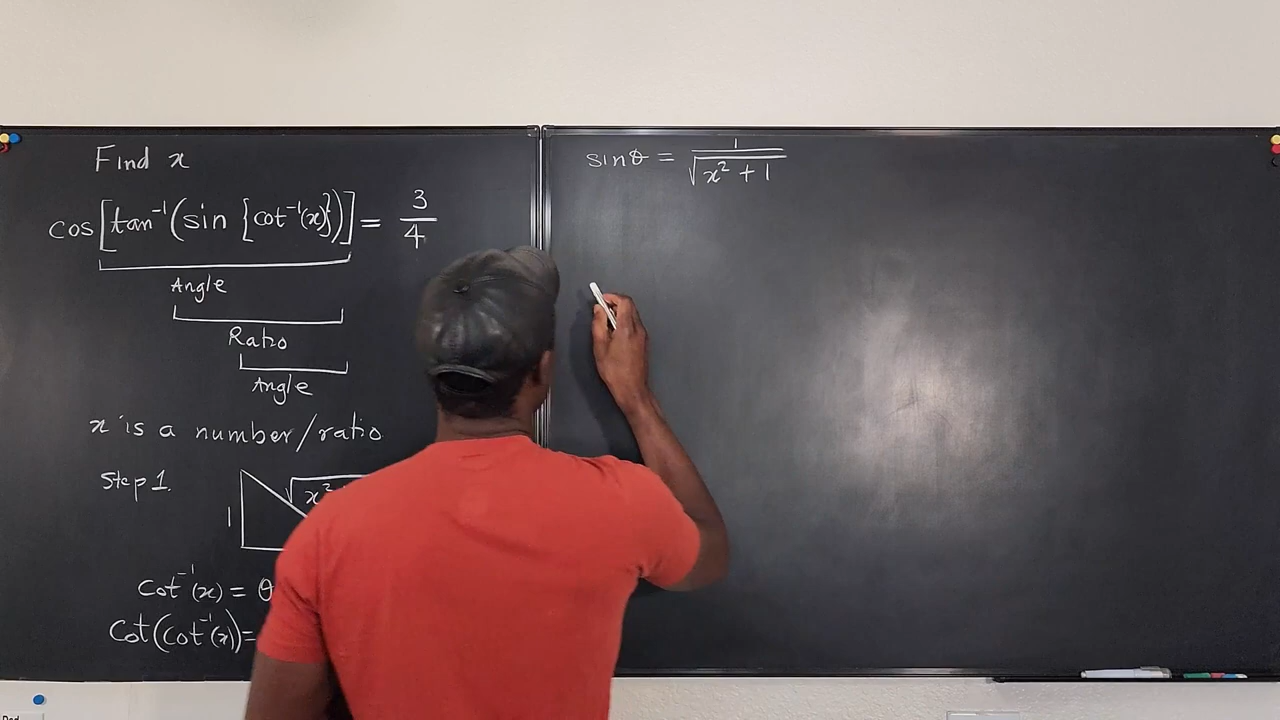 Find x
cos[tan⁻¹(sin {cot⁻¹(x)})] = 3/4
Angle
Ratio
Angle
x is a number/ratio
Step 1.
1
√x²
cot⁻¹(x) = θ
cot(cot⁻¹(x)) =
sinθ = 1/√(x² + 1)